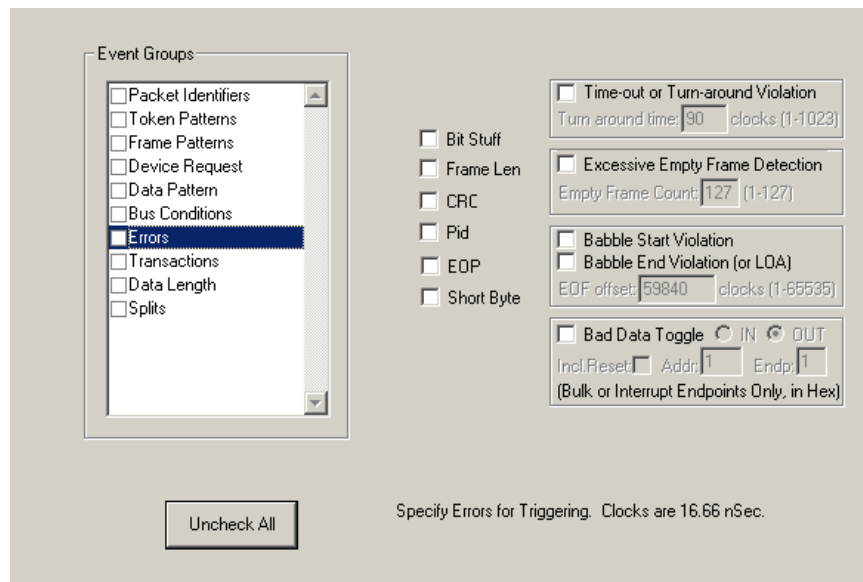 Event Groups
Packet Identifiers
Token Patterns
Frame Patterns
Device Request
Data Pattern
Bus Conditions
Errors
Transactions
Data Length
Splits
Bit Stuff
Frame Len
CRC
Pid
EOP
Short Byte
Time-out or Turn-around Violation
Turn around time: 90 clocks (1-1023)
Excessive Empty Frame Detection
Empty Frame Count: 127 (1-127)
Babble Start Violation
Babble End Violation (or LOA)
EOF offset: 59840 clocks (1-65535)
Bad Data Toggle IN OUT
Incl.Reset: Addr: 1 Endp: 1
(Bulk or Interrupt Endpoints Only, in Hex)
Uncheck All
Specify Errors for Triggering. Clocks are 16.66 nSec.